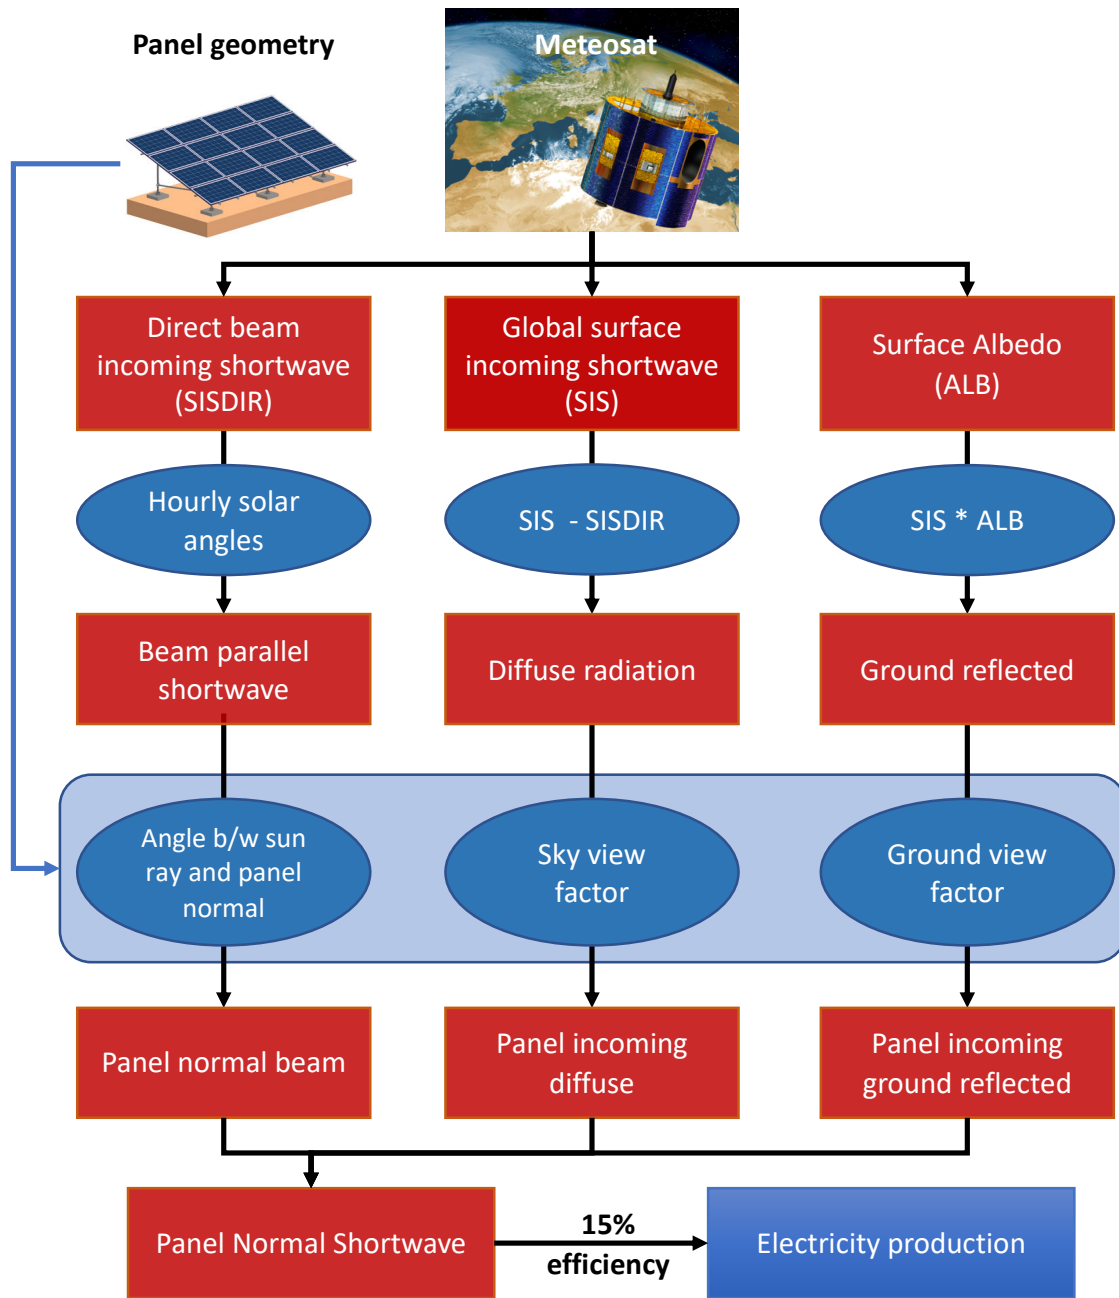 Panel geometry
Meteosat
Direct beam
incoming shortwave
(SISDIR)
Global surface
incoming shortwave
(SIS)
Surface Albedo
(ALB)
Hourly solar
angles
SIS - SISDIR
SIS * ALB
Beam parallel
shortwave
Diffuse radiation
Ground reflected
Angle b/w sun
ray and panel
normal
Sky view
factor
Ground view
factor
Panel normal beam
Panel incoming
diffuse
Panel incoming
ground reflected
Panel Normal Shortwave
15%
efficiency
Electricity production